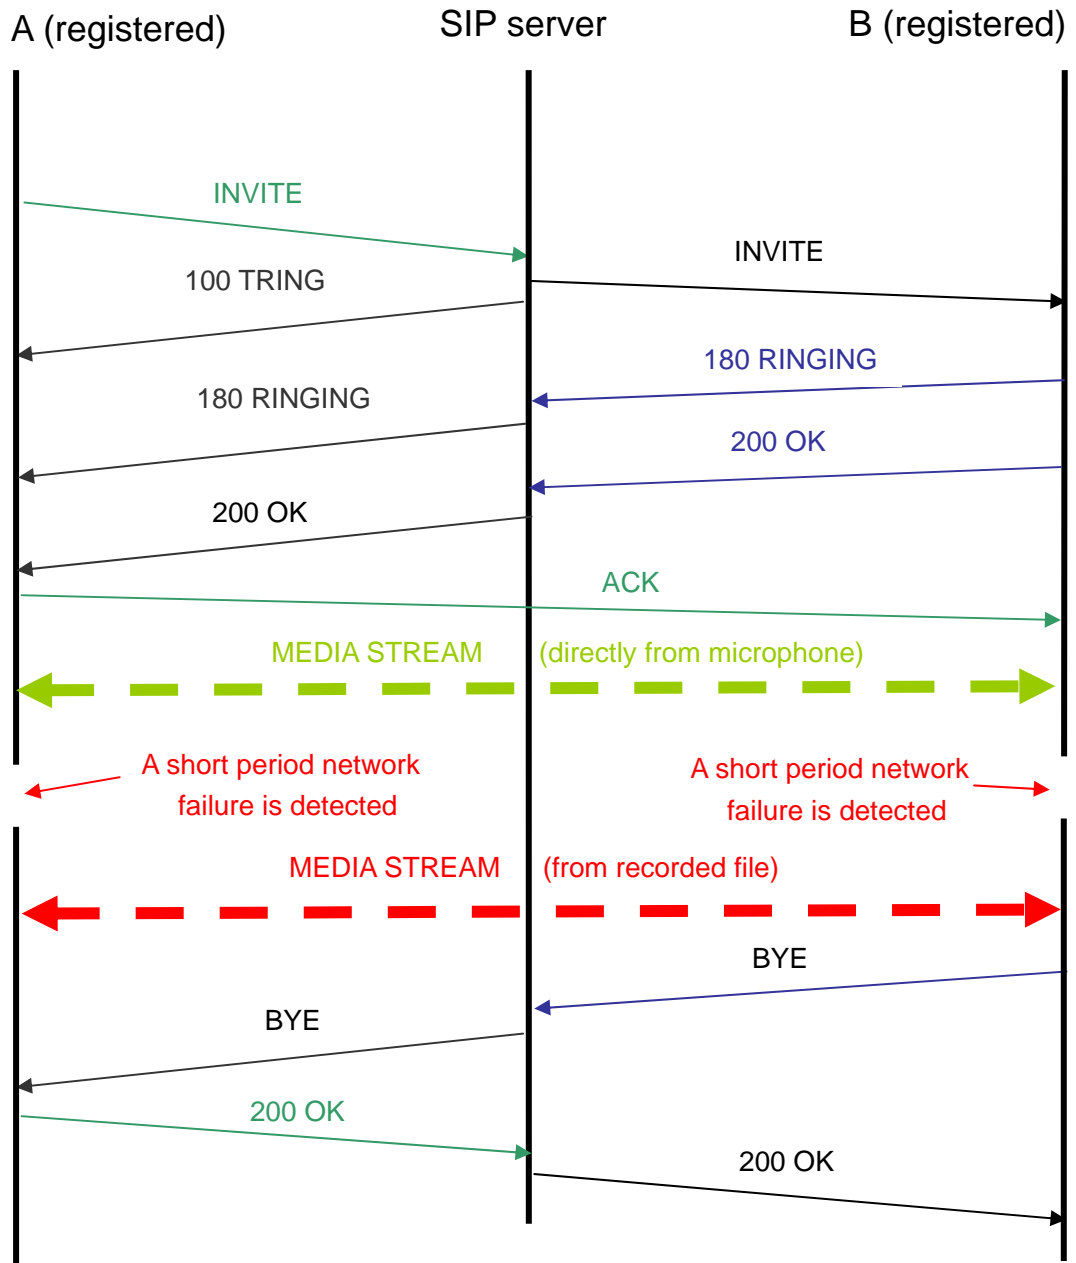 A (registered)
SIP server
B (registered)
INVITE
INVITE
100 TRING
180 RINGING
180 RINGING
200 OK
200 OK
ACK
MEDIA STREAM (directly from microphone)
A short period network
failure is detected
A short period network
failure is detected
MEDIA STREAM (from recorded file)
BYE
BYE
200 OK
200 OK